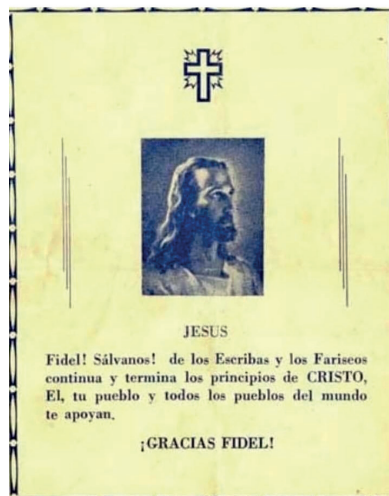 JESUS
Fidel! Sálvanos! de los Escribas y los Fariseos
continua y termina los principios de CRISTO,
El, tu pueblo y todos los pueblos del mundo
te apoyan.
¡GRACIAS FIDEL!